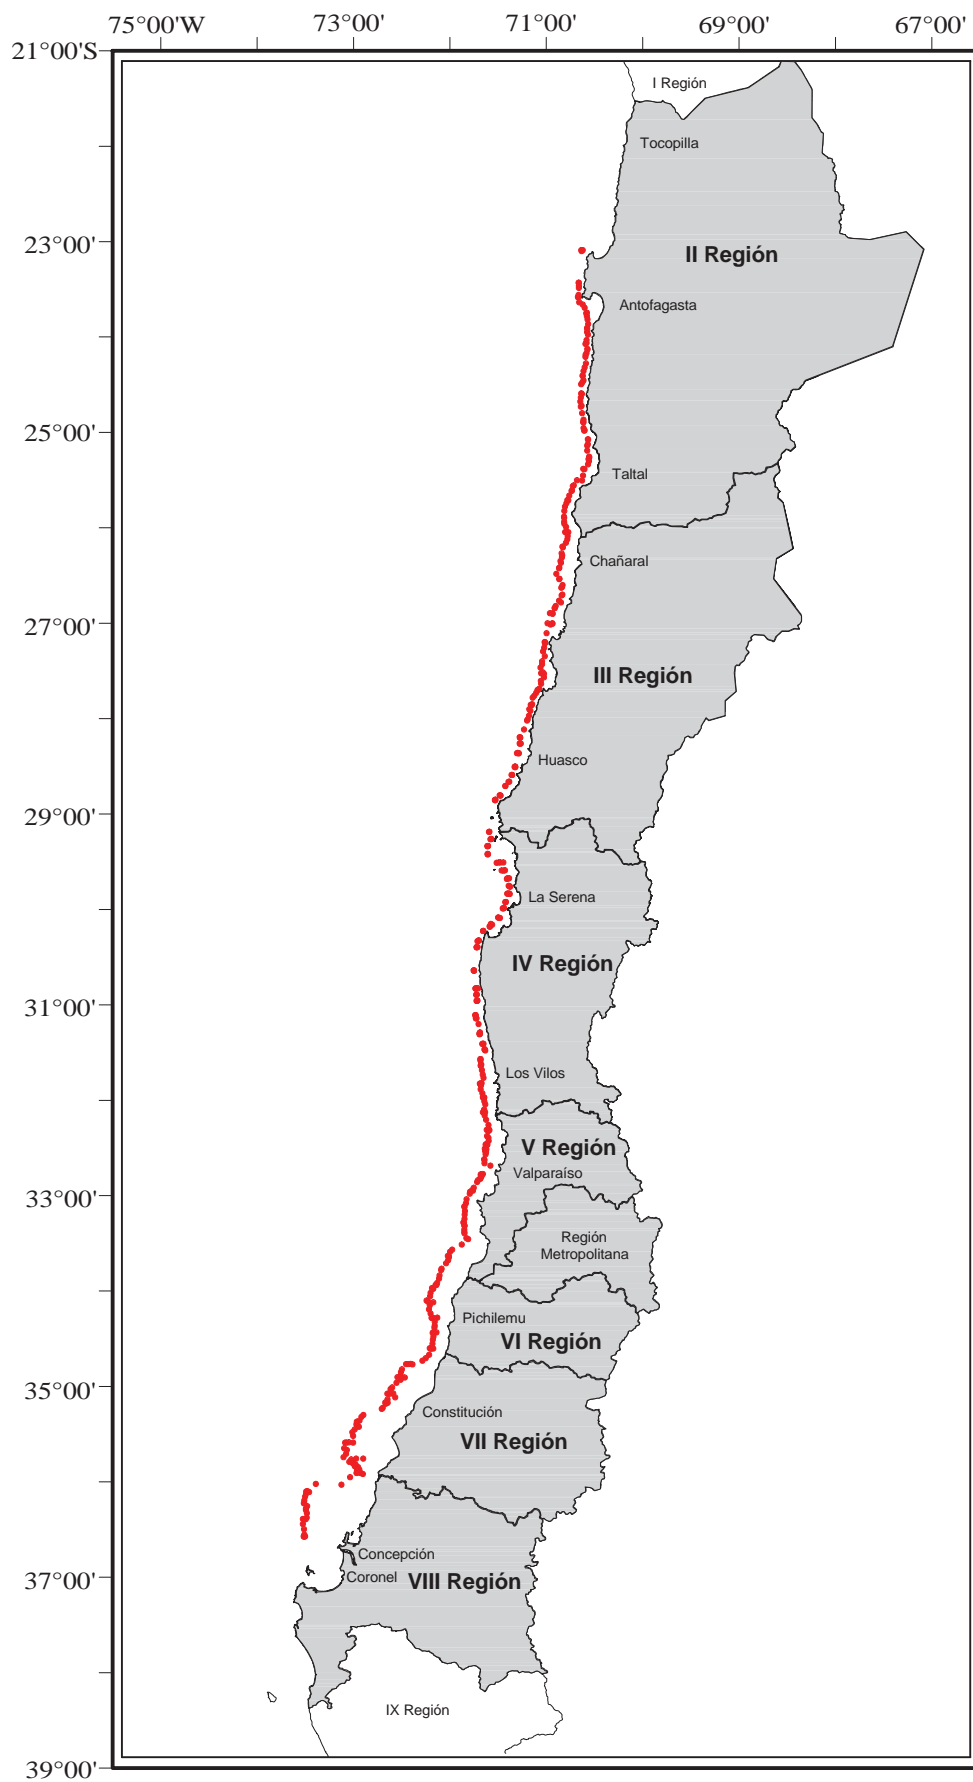 75°00'W 73°00' 71°00' 69°00' 67°00'
21°00'S
I Región
Tocopilla
23°00'
II Región
Antofagasta
25°00'
Taltal
Chañaral
27°00'
III Región
Huasco
29°00'
La Serena
IV Región
31°00'
Los Vilos
V Región
Valparaíso
33°00'
Región
Metropolitana
Pichilemu
VI Región
35°00'
Constitución
VII Región
Concepción
37°00'
Coronel
VIII Región
IX Región
39°00'